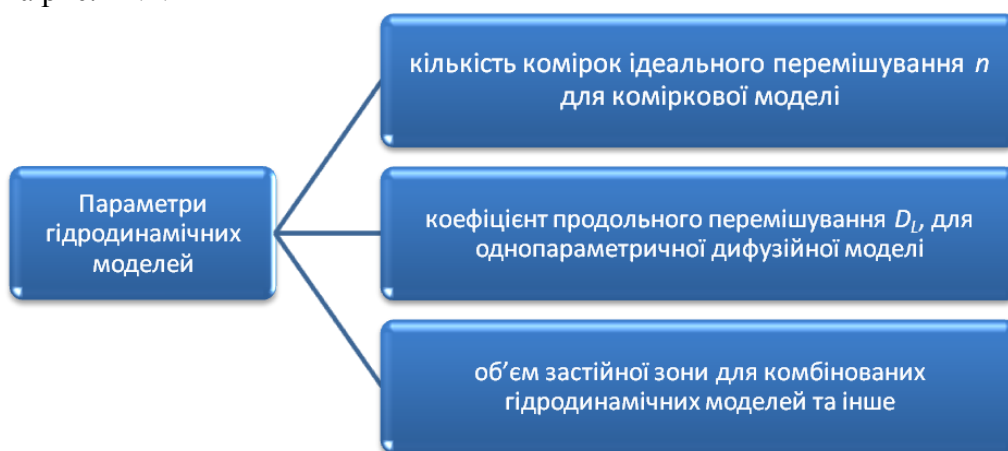 Параметри
гідродинамічних
моделей
кількість комірок ідеального перемішування n
для коміркової моделі
коефіцієнт продольного перемішування D_L, для
однопараметричної дифузійної моделі
об’єм застійної зони для комбінованих
гідродинамічних моделей та інше